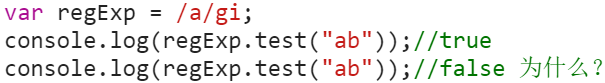 var regExp = /a/gi;
console.log(regExp.test("ab"));//true
console.log(regExp.test("ab"));//false 为什么?